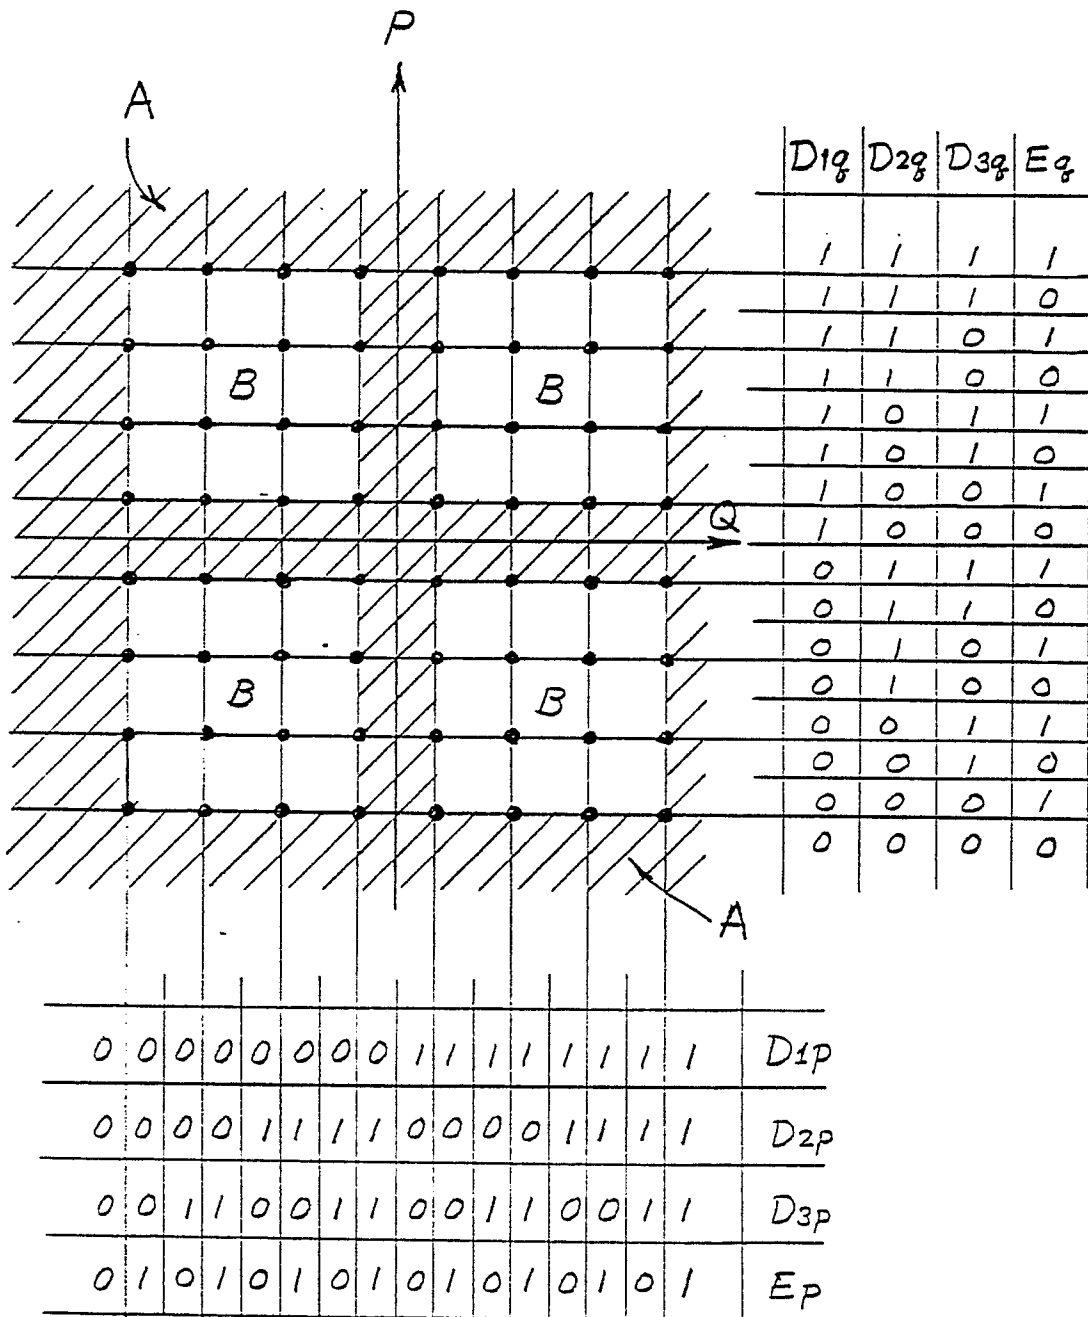 P
A
D1q D2q D3q Eq
1 1 1 1
1 1 1 0
1 1 0 1
B B 1 1 0 0
1 0 1 1
1 0 1 0
1 0 0 1
Q 1 0 0 0
0 1 1 1
0 1 1 0
0 1 0 1
B B 0 1 0 0
0 0 1 1
0 0 1 0
0 0 0 1
0 0 0 0
A
0 0 0 0 0 0 0 0 1 1 1 1 1 1 1 1 D1p
0 0 0 0 1 1 1 1 0 0 0 0 1 1 1 1 D2p
0 0 1 1 0 0 1 1 0 0 1 1 0 0 1 1 D3p
0 1 0 1 0 1 0 1 0 1 0 1 0 1 0 1 Ep